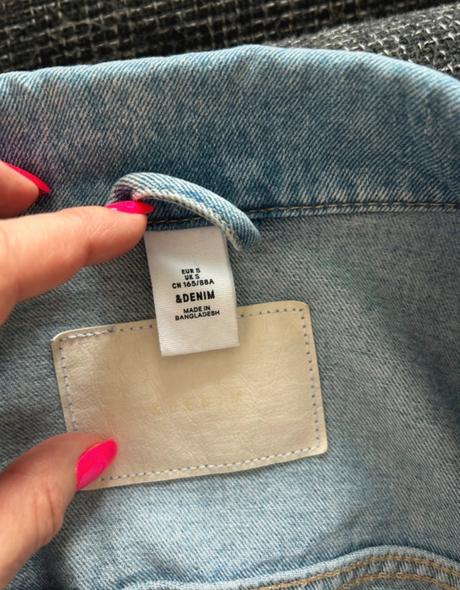 EUR S
UK S
CN 165/88A
&DENIM
MADE IN
BANGLADESH